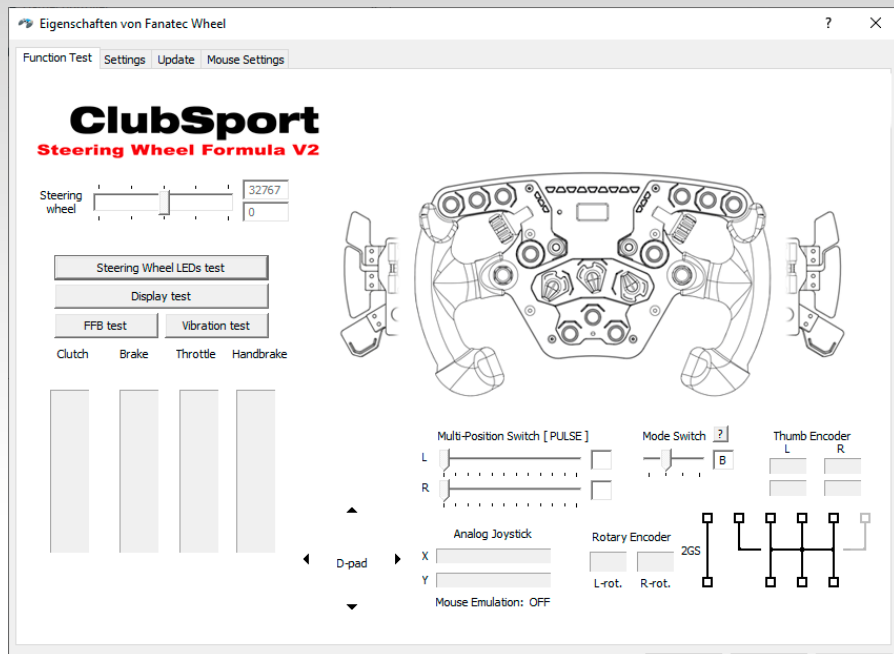 Eigenschaften von Fanatec Wheel
?
Function Test Settings Update Mouse Settings
ClubSport
Steering Wheel Formula V2
Steering
wheel
32767
0
Steering Wheel LEDs test
Display test
FFB test Vibration test
Clutch Brake Throttle Handbrake
Multi-Position Switch [ PULSE ]
L
R
Mode Switch ?
B
Thumb Encoder
L R
D-pad
Analog Joystick
X
Y
Mouse Emulation: OFF
Rotary Encoder
L-rot. R-rot.
2GS